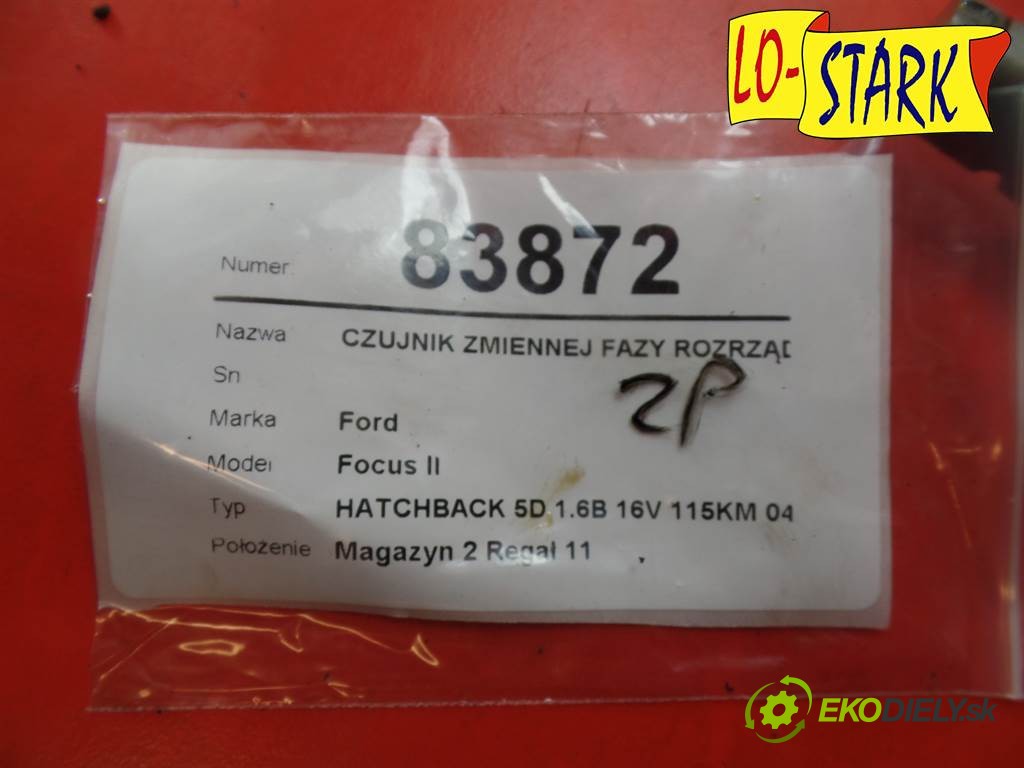 LO-STARK
Numer 83872
Nazwa CZUJNIK ZMIENNEJ FAZY ROZRZĄD
Sn
ZP
Marka Ford
Model Focus II
Typ HATCHBACK 5D 1.6B 16V 115KM 04
Położenie Magazyn 2 Regał 11
EKODIELY.sk